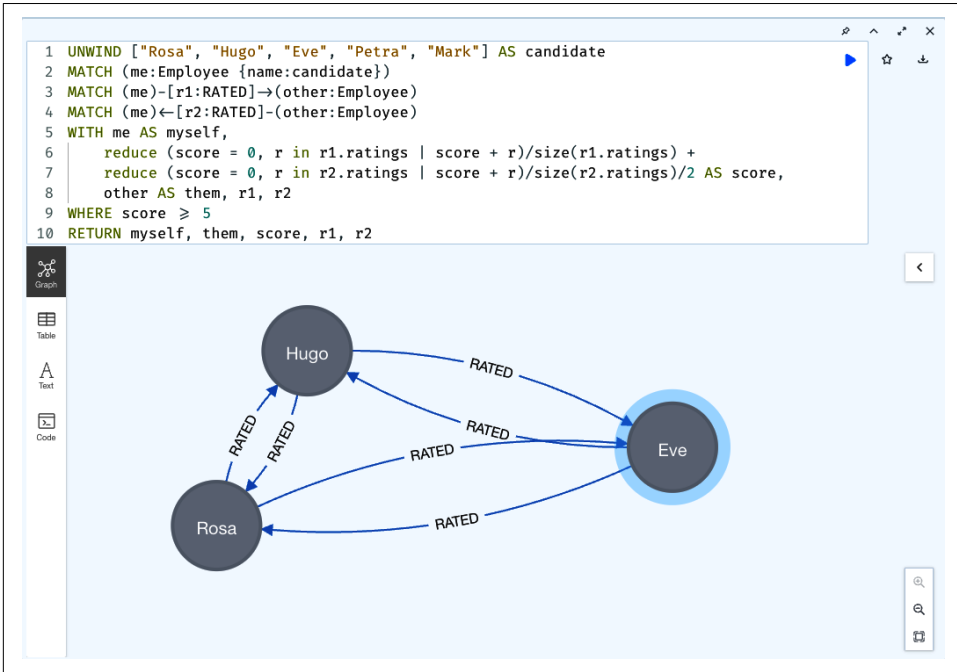 1 UNWIND ["Rosa", "Hugo", "Eve", "Petra", "Mark"] AS candidate
2 MATCH (me:Employee {name:candidate})
3 MATCH (me)-[r1:RATED]→(other:Employee)
4 MATCH (me)←[r2:RATED]-(other:Employee)
5 WITH me AS myself,
6 reduce (score = 0, r in r1.ratings | score + r)/size(r1.ratings) +
7 reduce (score = 0, r in r2.ratings | score + r)/size(r2.ratings)/2 AS score,
8 other AS them, r1, r2
9 WHERE score ⩾ 5
10 RETURN myself, them, score, r1, r2
Graph
Table
A
Text
Code
Hugo
RATED
RATED
RATED
RATED
RATED
RATED
Eve
Rosa